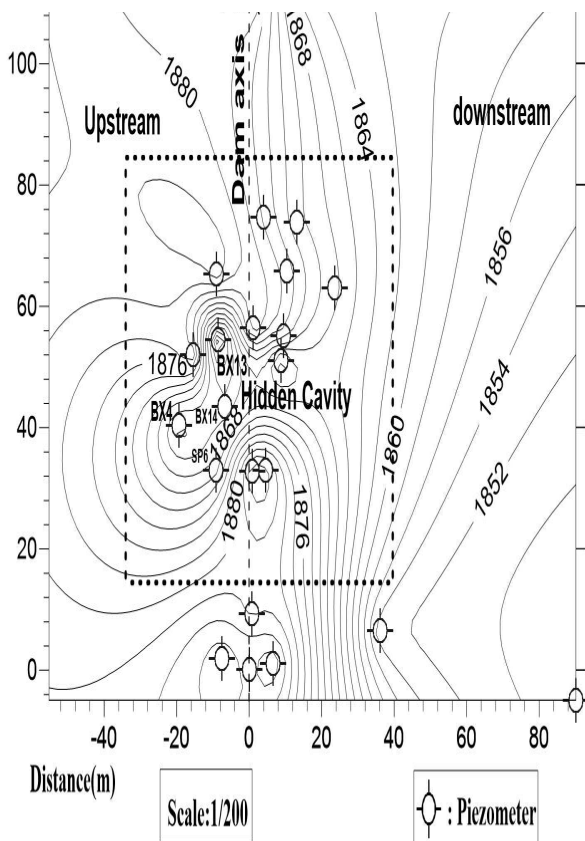 100
80
60
40
20
0
1880
1868
Dam axis
Upstream
downstream
1864
1856
1876
BX13
BX4
BX14
Hidden Cavity
1868
SP6
1854
1860
1880
1876
1852
-40
-20
0
20
40
60
80
Distance(m)
Scale:1/200
: Piezometer